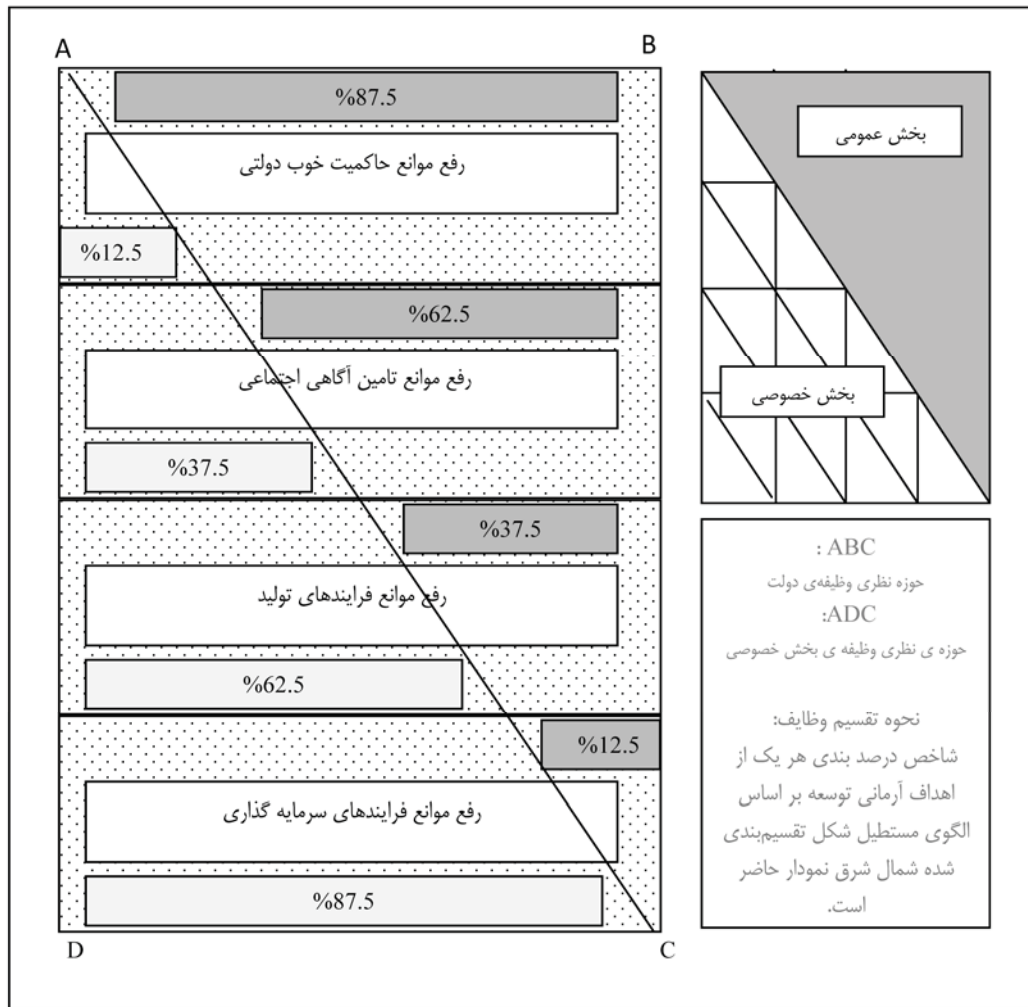 A
B
%87.5
رفع موانع حاکمیت خوب دولتی
%12.5
%62.5
رفع موانع تامین آگاهی اجتماعی
%37.5
%37.5
رفع موانع فرایندهای تولید
%62.5
%12.5
رفع موانع فرایندهای سرمایه گذاری
%87.5
D
C
بخش عمومی
بخش خصوصی
: ABC
حوزه نظری وظیفه‌ی دولت
:ADC
حوزه ی نظری وظیفه ی بخش خصوصی
نحوه تقسیم وظایف:
شاخص درصد بندی هر یک از
اهداف آرمانی توسعه بر اساس
الگوی مستطیل شکل تقسیم‌بندی
شده شمال شرق نمودار حاضر
است.